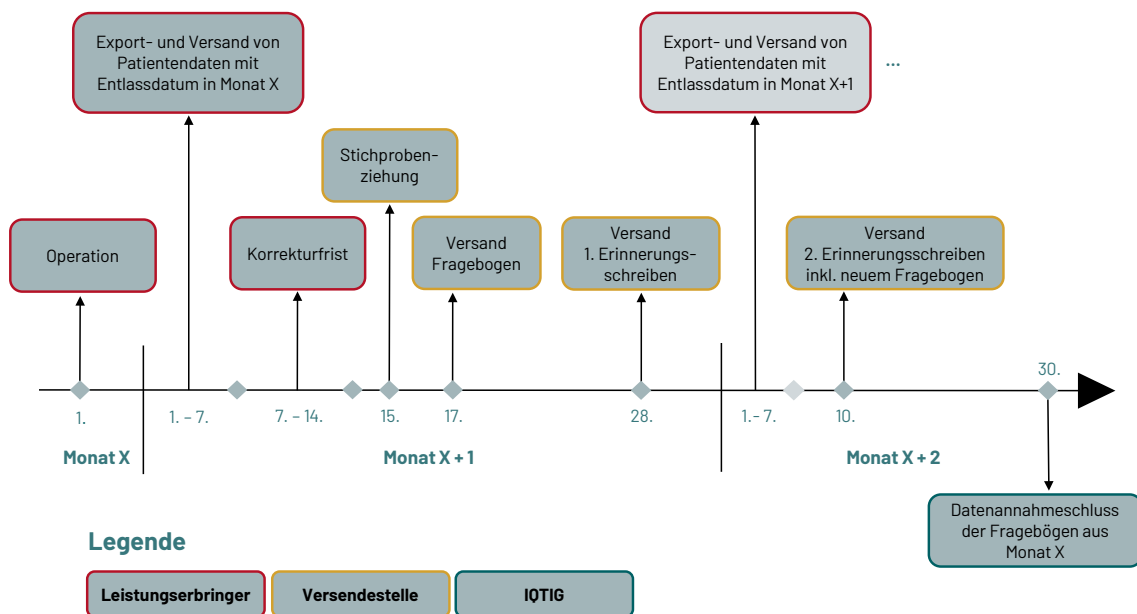 Export- und Versand von
Patientendaten mit
Entlassdatum in Monat X
Export- und Versand von
Patientendaten mit
Entlassdatum in Monat X+1
...
Stichproben-
ziehung
Operation
Korrekturfrist
Versand
Fragebogen
Versand
1. Erinnerungs-
schreiben
Versand
2. Erinnerungsschreiben
inkl. neuem Fragebogen
1.
1. – 7.
7. – 14.
15.
17.
28.
1.- 7.
10.
30.
Monat X
Monat X + 1
Monat X + 2
Datenannahmeschluss
der Fragebögen aus
Monat X
Legende
Leistungserbringer
Versendestelle
IQTIG